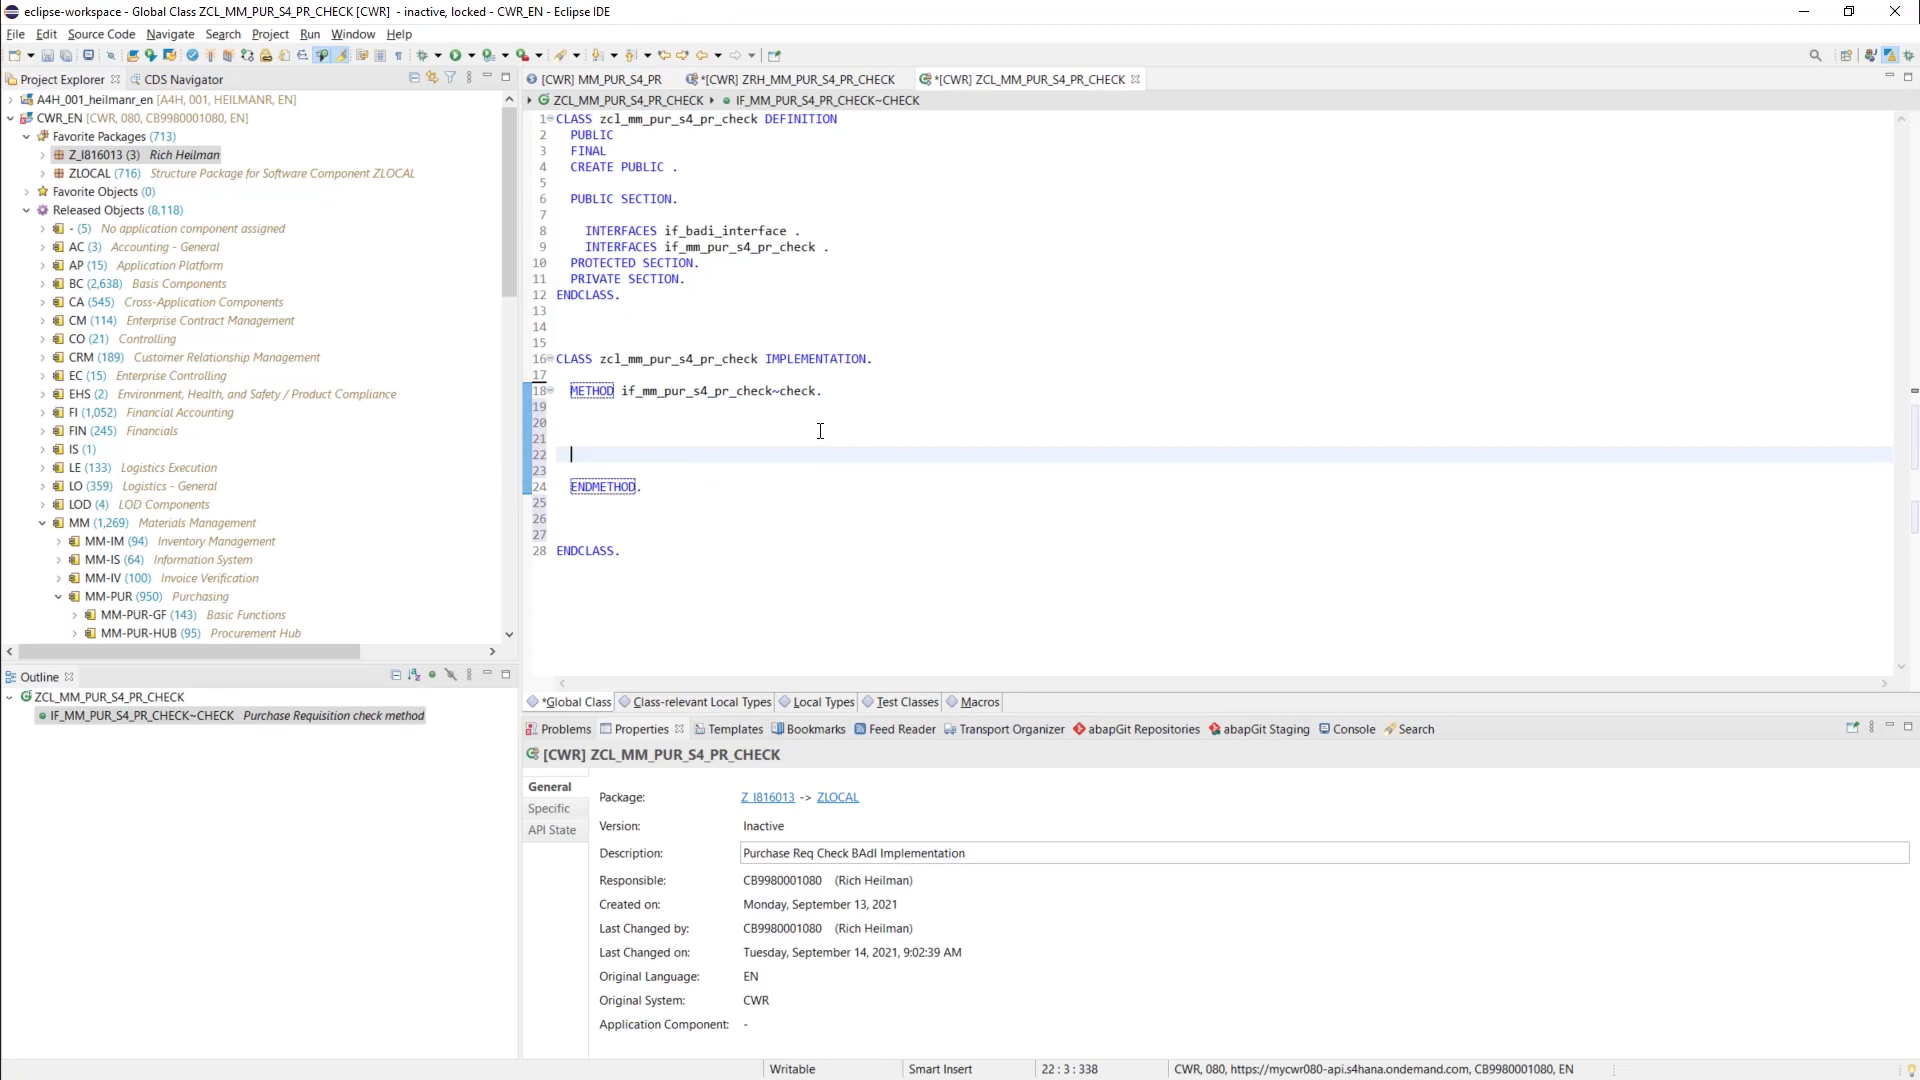 eclipse-workspace - Global Class ZCL_MM_PUR_S4_PR_CHECK [CWR] - inactive, locked - CWR_EN - Eclipse IDE
File Edit Source Code Navigate Search Project Run Window Help
Project Explorer CDS Navigator
A4H_001_heilmanr_en [A4H, 001, HEILMANR, EN]
CWR_EN [CWR, 080, CB9980001080, EN]
Favorite Packages (713)
Z_I816013 (3) Rich Heilman
ZLOCAL (716) Structure Package for Software Component ZLOCAL
Favorite Objects (0)
Released Objects (8,118)
- (5) No application component assigned
AC (3) Accounting - General
AP (15) Application Platform
BC (2,638) Basis Components
CA (545) Cross-Application Components
CM (114) Enterprise Contract Management
CO (21) Controlling
CRM (189) Customer Relationship Management
EC (15) Enterprise Controlling
EHS (2) Environment, Health, and Safety / Product Compliance
FI (1,052) Financial Accounting
FIN (245) Financials
IS (1)
LE (133) Logistics Execution
LO (359) Logistics - General
LOD (4) LOD Components
MM (1,269) Materials Management
MM-IM (94) Inventory Management
MM-IS (64) Information System
MM-IV (100) Invoice Verification
MM-PUR (950) Purchasing
MM-PUR-GF (143) Basic Functions
MM-PUR-HUB (95) Procurement Hub
Outline
ZCL_MM_PUR_S4_PR_CHECK
IF_MM_PUR_S4_PR_CHECK~CHECK Purchase Requisition check method
[CWR] MM_PUR_S4_PR *[CWR] ZRH_MM_PUR_S4_PR_CHECK *[CWR] ZCL_MM_PUR_S4_PR_CHECK
ZCL_MM_PUR_S4_PR_CHECK IF_MM_PUR_S4_PR_CHECK~CHECK
1 CLASS zcl_mm_pur_s4_pr_check DEFINITION
2 PUBLIC
3 FINAL
4 CREATE PUBLIC .
5
6 PUBLIC SECTION.
7
8 INTERFACES if_badi_interface .
9 INTERFACES if_mm_pur_s4_pr_check .
10 PROTECTED SECTION.
11 PRIVATE SECTION.
12 ENDCLASS.
13
14
15
16 CLASS zcl_mm_pur_s4_pr_check IMPLEMENTATION.
17
18 METHOD if_mm_pur_s4_pr_check~check.
19
20
21
22
23
24 ENDMETHOD.
25
26
27
28 ENDCLASS.
*Global Class Class-relevant Local Types Local Types Test Classes Macros
Problems Properties Templates Bookmarks Feed Reader Transport Organizer abapGit Repositories abapGit Staging Console Search
[CWR] ZCL_MM_PUR_S4_PR_CHECK
General
Specific
API State
Package: Z_I816013 -> ZLOCAL
Version: Inactive
Description: Purchase Req Check BAdI Implementation
Responsible: CB9980001080 (Rich Heilman)
Created on: Monday, September 13, 2021
Last Changed by: CB9980001080 (Rich Heilman)
Last Changed on: Tuesday, September 14, 2021, 9:02:39 AM
Original Language: EN
Original System: CWR
Application Component: -
Writable Smart Insert 22 : 3 : 338 CWR, 080, https://mycwr080-api.s4hana.ondemand.com, CB9980001080, EN